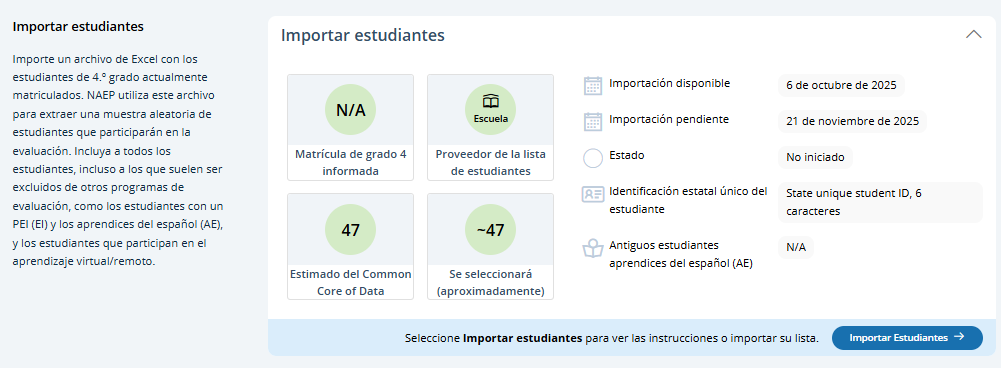 Importar estudiantes
Importe un archivo de Excel con los
estudiantes de 4.º grado actualmente
matriculados. NAEP utiliza este archivo
para extraer una muestra aleatoria de
estudiantes que participarán en la
evaluación. Incluya a todos los
estudiantes, incluso a los que suelen ser
excluidos de otros programas de
evaluación, como los estudiantes con un
PEI (EI) y los aprendices del español (AE),
y los estudiantes que participan en el
aprendizaje virtual/remoto.
Importar estudiantes
N/A
Matrícula de grado 4
informada
Escuela
Proveedor de la lista
de estudiantes
47
Estimado del Common
Core of Data
~47
Se seleccionará
(aproximadamente)
Importación disponible
6 de octubre de 2025
Importación pendiente
21 de noviembre de 2025
Estado
No iniciado
Identificación estatal único del
estudiante
State unique student ID, 6
caracteres
Antiguos estudiantes
aprendices del español (AE)
N/A
Seleccione Importar estudiantes para ver las instrucciones o importar su lista.
Importar Estudiantes →